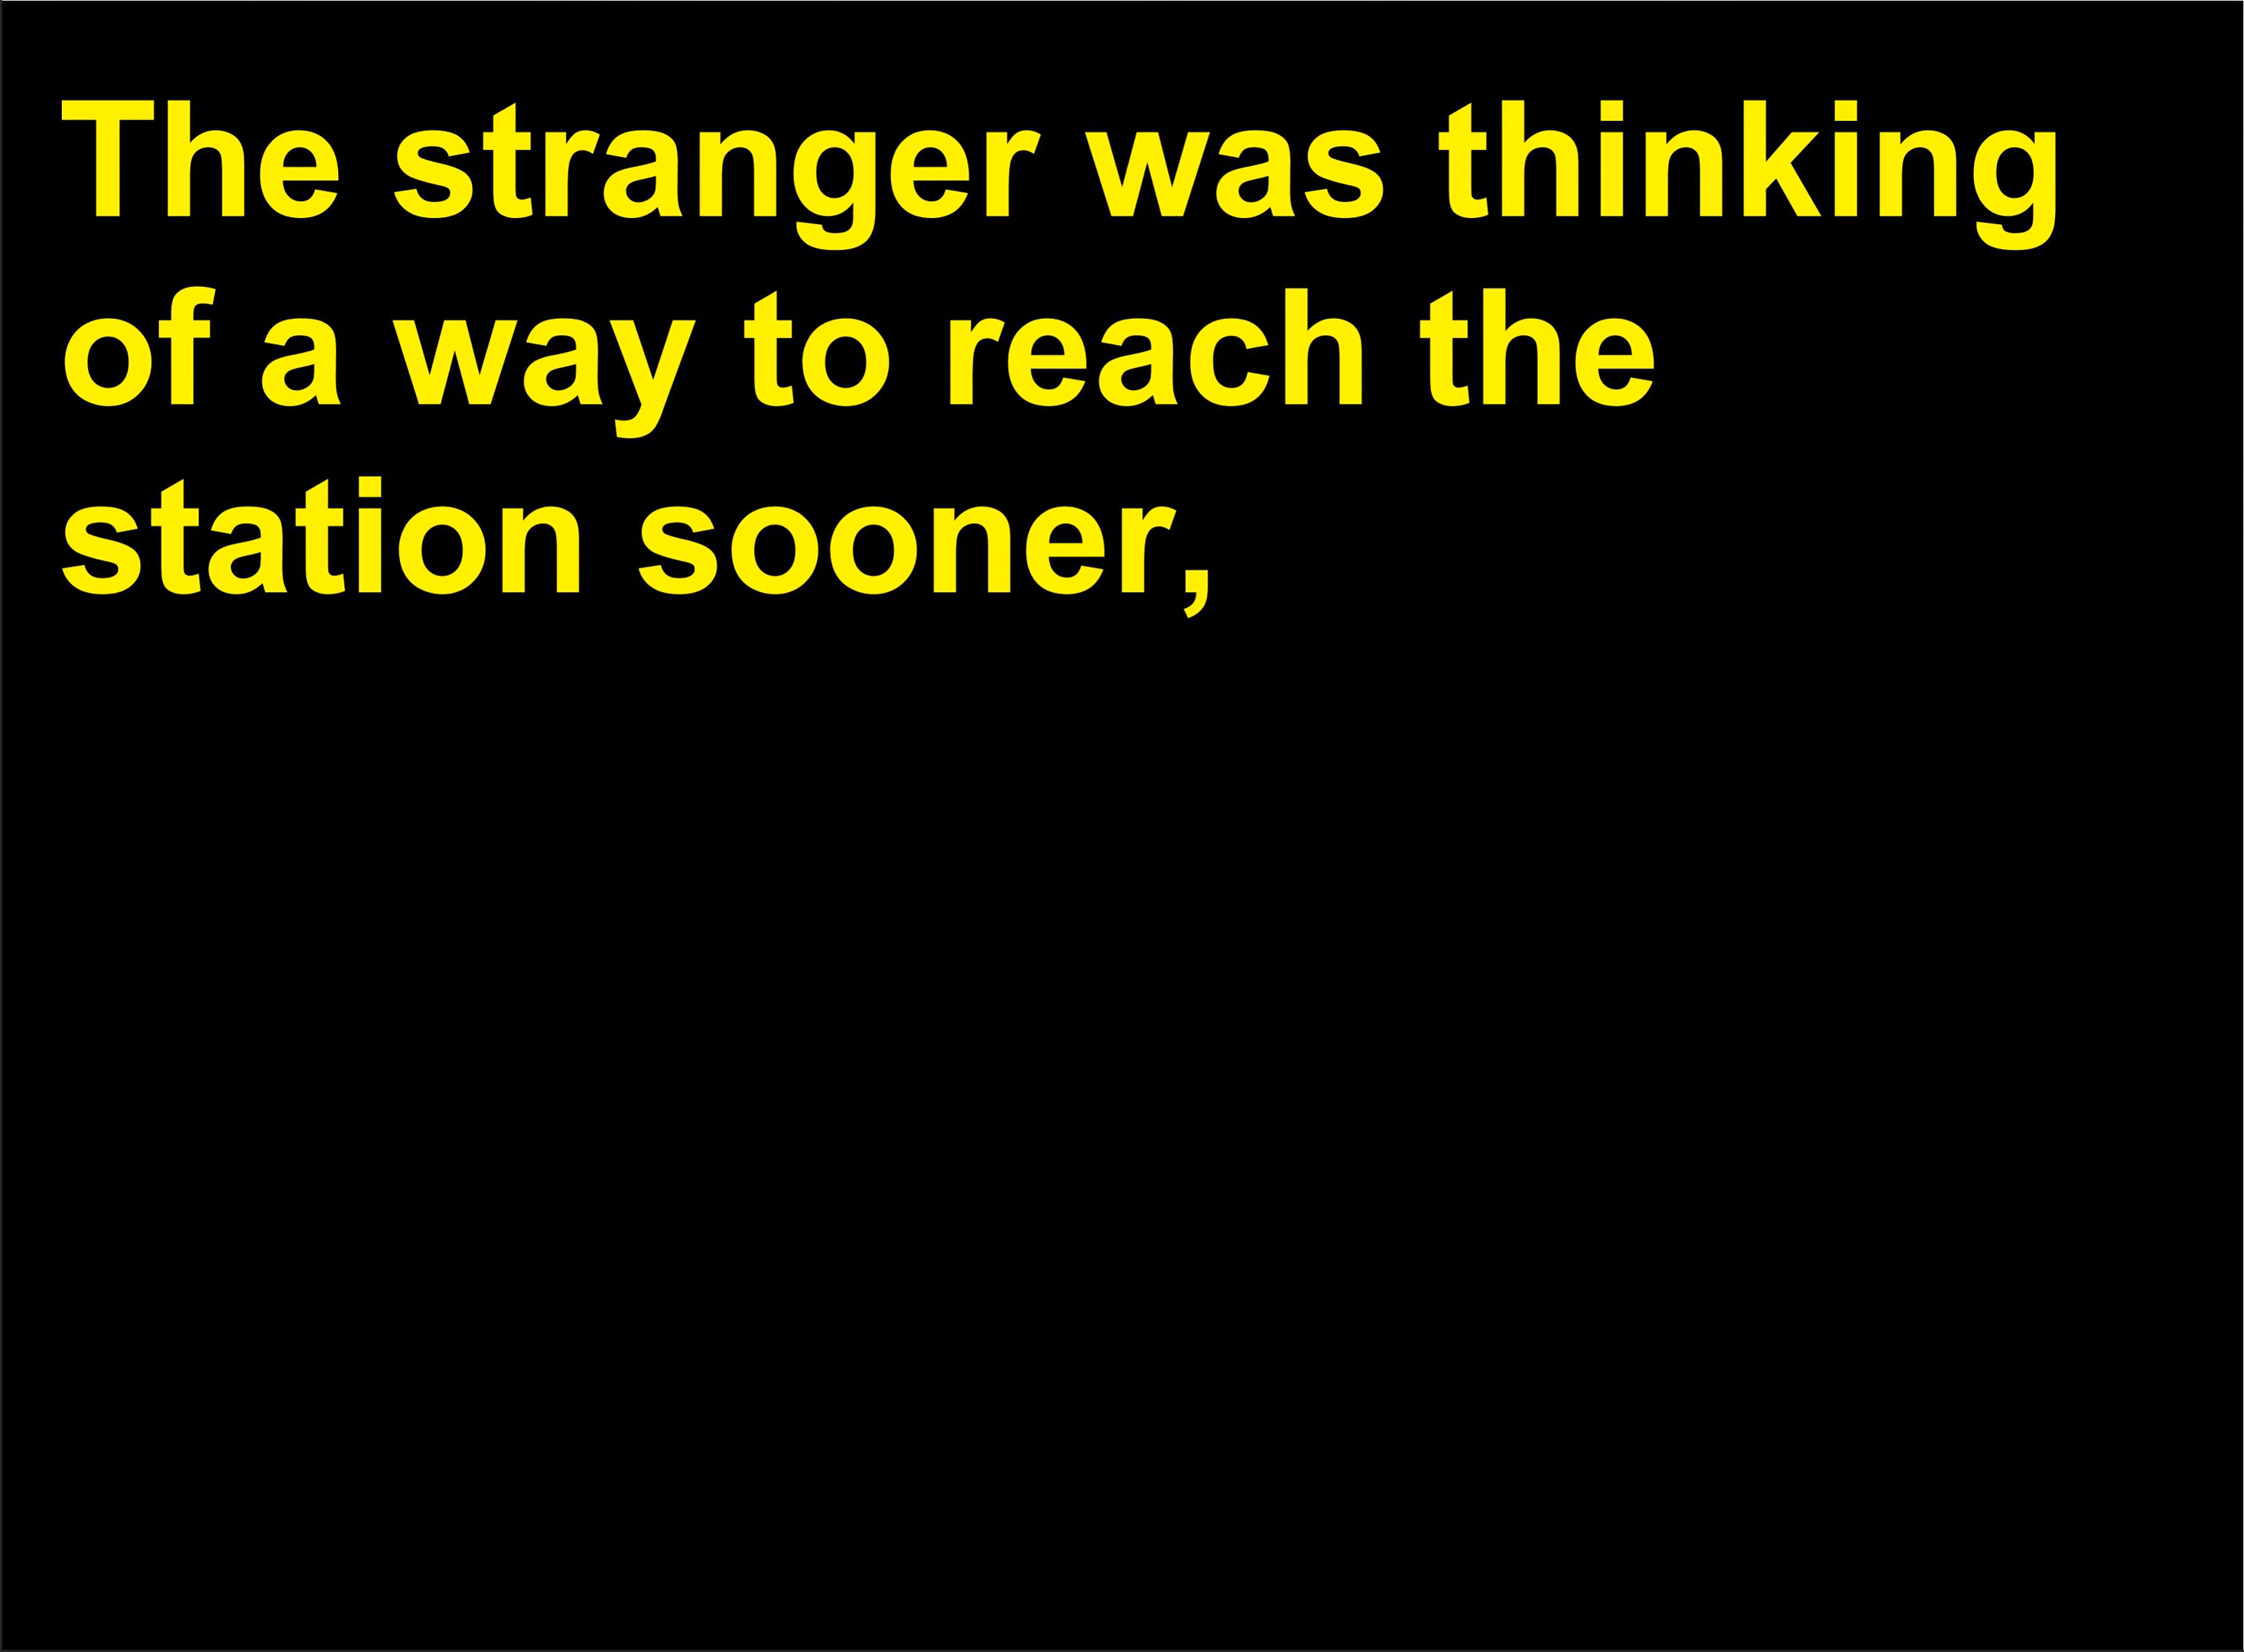 The stranger was thinking
of a way to reach the
station sooner,